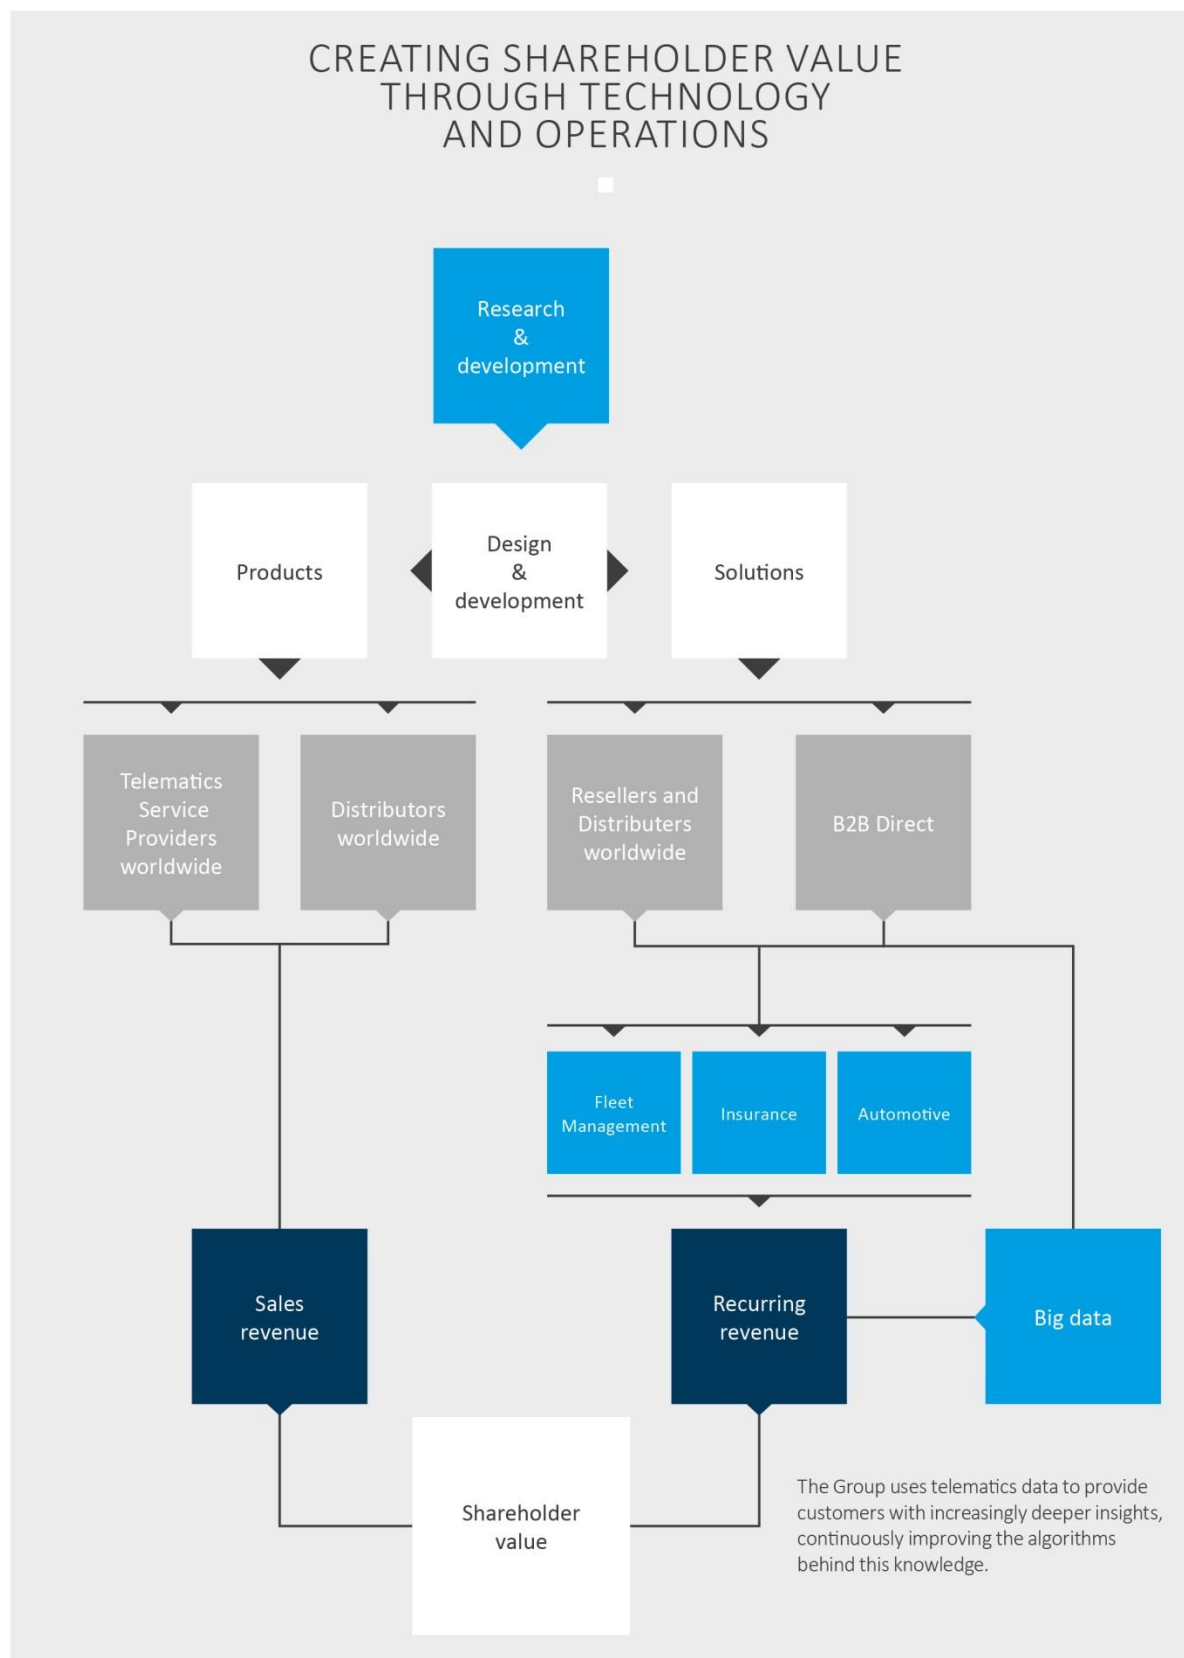 CREATING SHAREHOLDER VALUE
THROUGH TECHNOLOGY
AND OPERATIONS
Research
&
development
Products
Design
&
development
Solutions
Telematics
Service
Providers
worldwide
Distributors
worldwide
Resellers and
Distributers
worldwide
B2B Direct
Fleet
Management
Insurance
Automotive
Sales
revenue
Recurring
revenue
Big data
Shareholder
value
The Group uses telematics data to provide
customers with increasingly deeper insights,
continuously improving the algorithms
behind this knowledge.